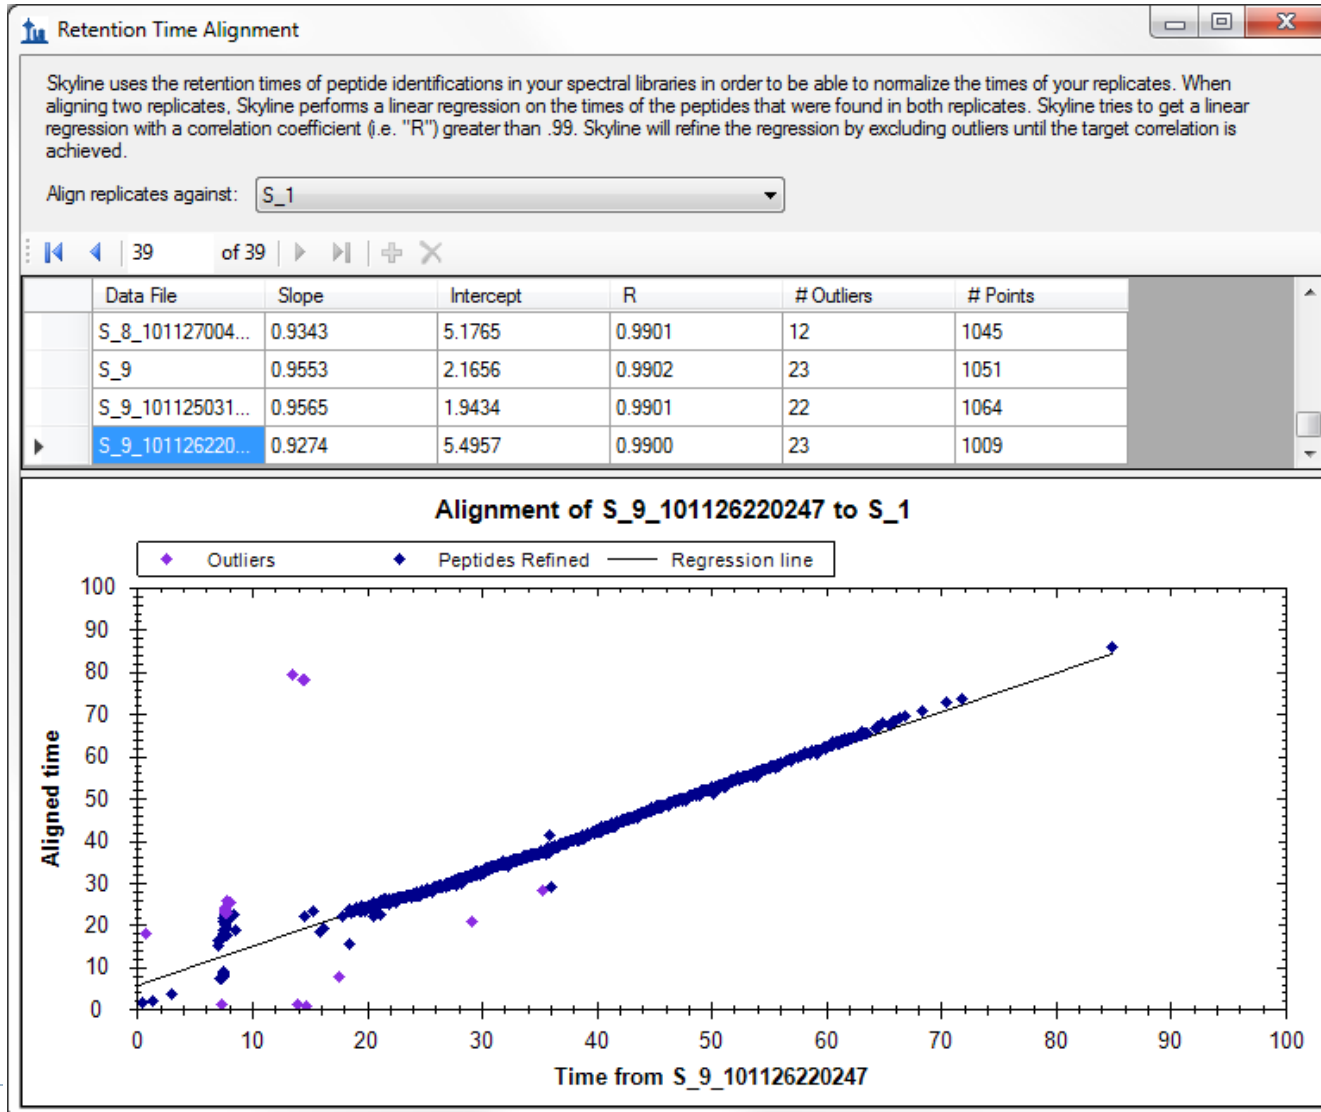 Retention Time Alignment
Skyline uses the retention times of peptide identifications in your spectral libraries in order to be able to normalize the times of your replicates. When
aligning two replicates, Skyline performs a linear regression on the times of the peptides that were found in both replicates. Skyline tries to get a linear
regression with a correlation coefficient (i.e. "R") greater than .99. Skyline will refine the regression by excluding outliers until the target correlation is
achieved.
Align replicates against: S_1
39 of 39
Data File Slope Intercept R # Outliers # Points
S_8_101127004... 0.9343 5.1765 0.9901 12 1045
S_9 0.9553 2.1656 0.9902 23 1051
S_9_101125031... 0.9565 1.9434 0.9901 22 1064
S_9_101126220... 0.9274 5.4957 0.9900 23 1009
Alignment of S_9_101126220247 to S_1
Outliers Peptides Refined Regression line
100
90
80
70
60
50
40
30
20
10
0
Aligned time
0 10 20 30 40 50 60 70 80 90 100
Time from S_9_101126220247